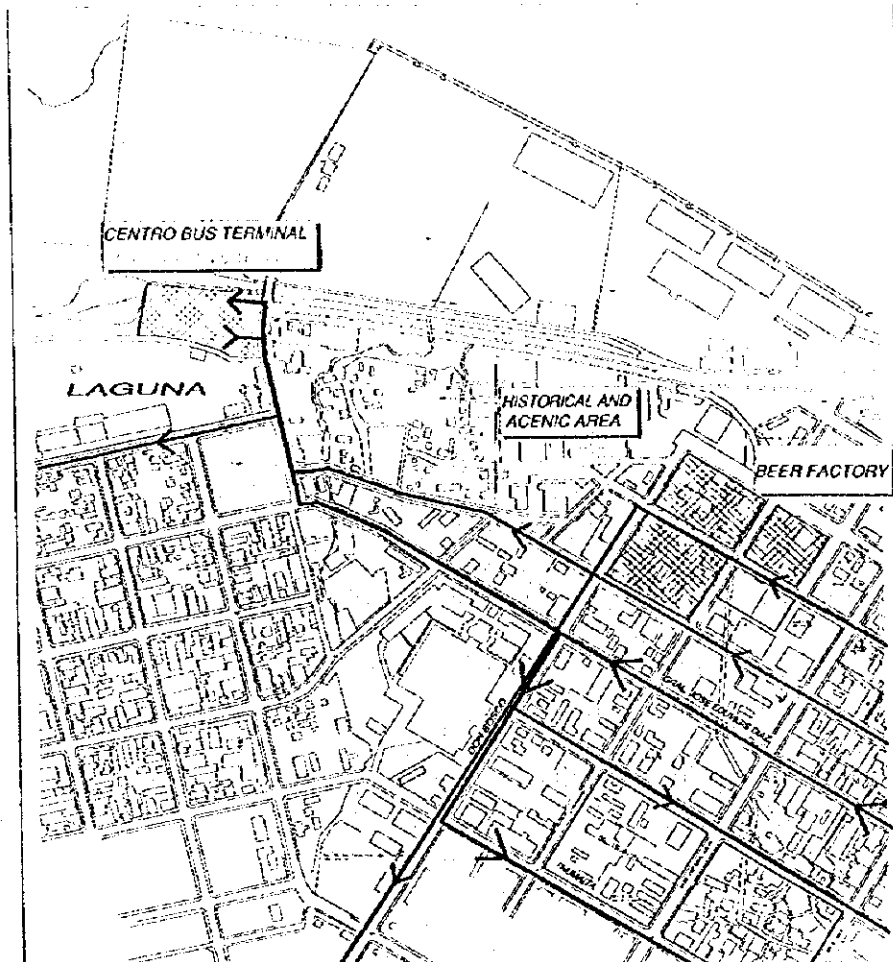 CENTRO BUS TERMINAL
LAGUNA
HISTORICAL AND
ACENIC AREA
BEER FACTORY